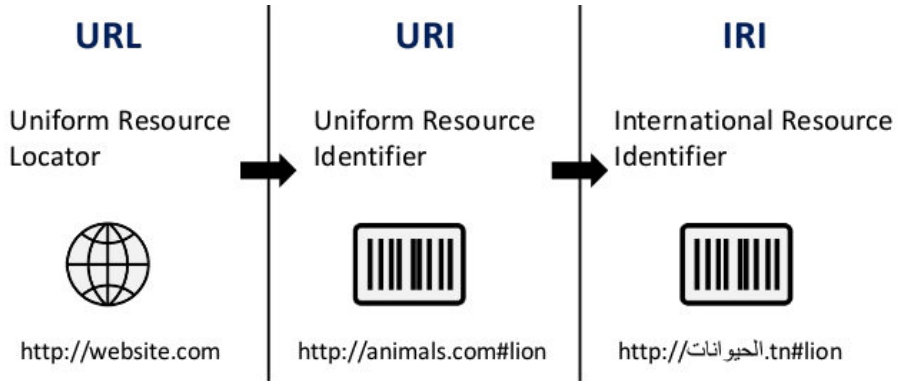 URL
Uniform Resource
Locator
http://website.com
URI
Uniform Resource
Identifier
http://animals.com#lion
IRI
International Resource
Identifier
http://الحيوانات.tn#lion